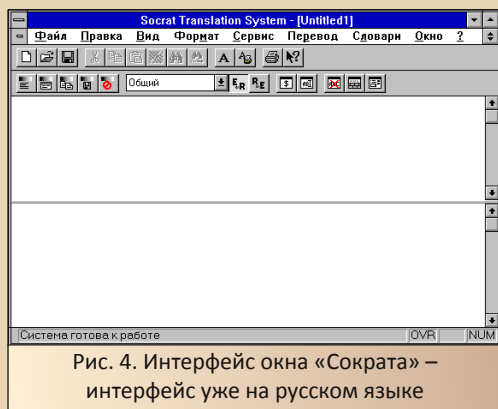 Socrat Translation System - [Untitled1]
Файл Правка Вид Формат Сервис Перевод Словари Окно ?
Общий E▸R R▸E
Система готова к работе OVR NUM
Рис. 4. Интерфейс окна «Сократа» –
интерфейс уже на русском языке